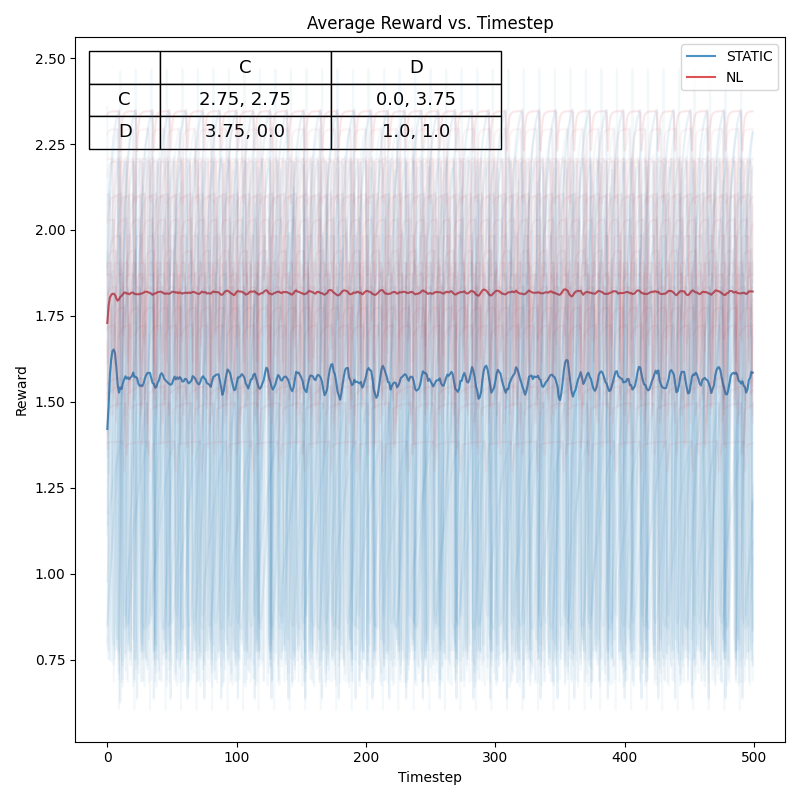 Average Reward vs. Timestep
2.50
2.25
2.00
1.75
1.50
1.25
1.00
0.75
Reward
C D
C 2.75, 2.75 0.0, 3.75
D 3.75, 0.0 1.0, 1.0
STATIC
NL
0 100 200 300 400 500
Timestep